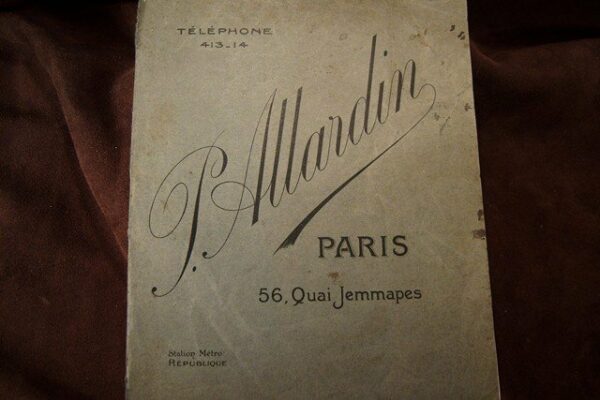 TÉLÉPHONE
413-14
P. Allardin
PARIS
56, Quai Jemmapes
Station Métro:
RÉPUBLIQUE